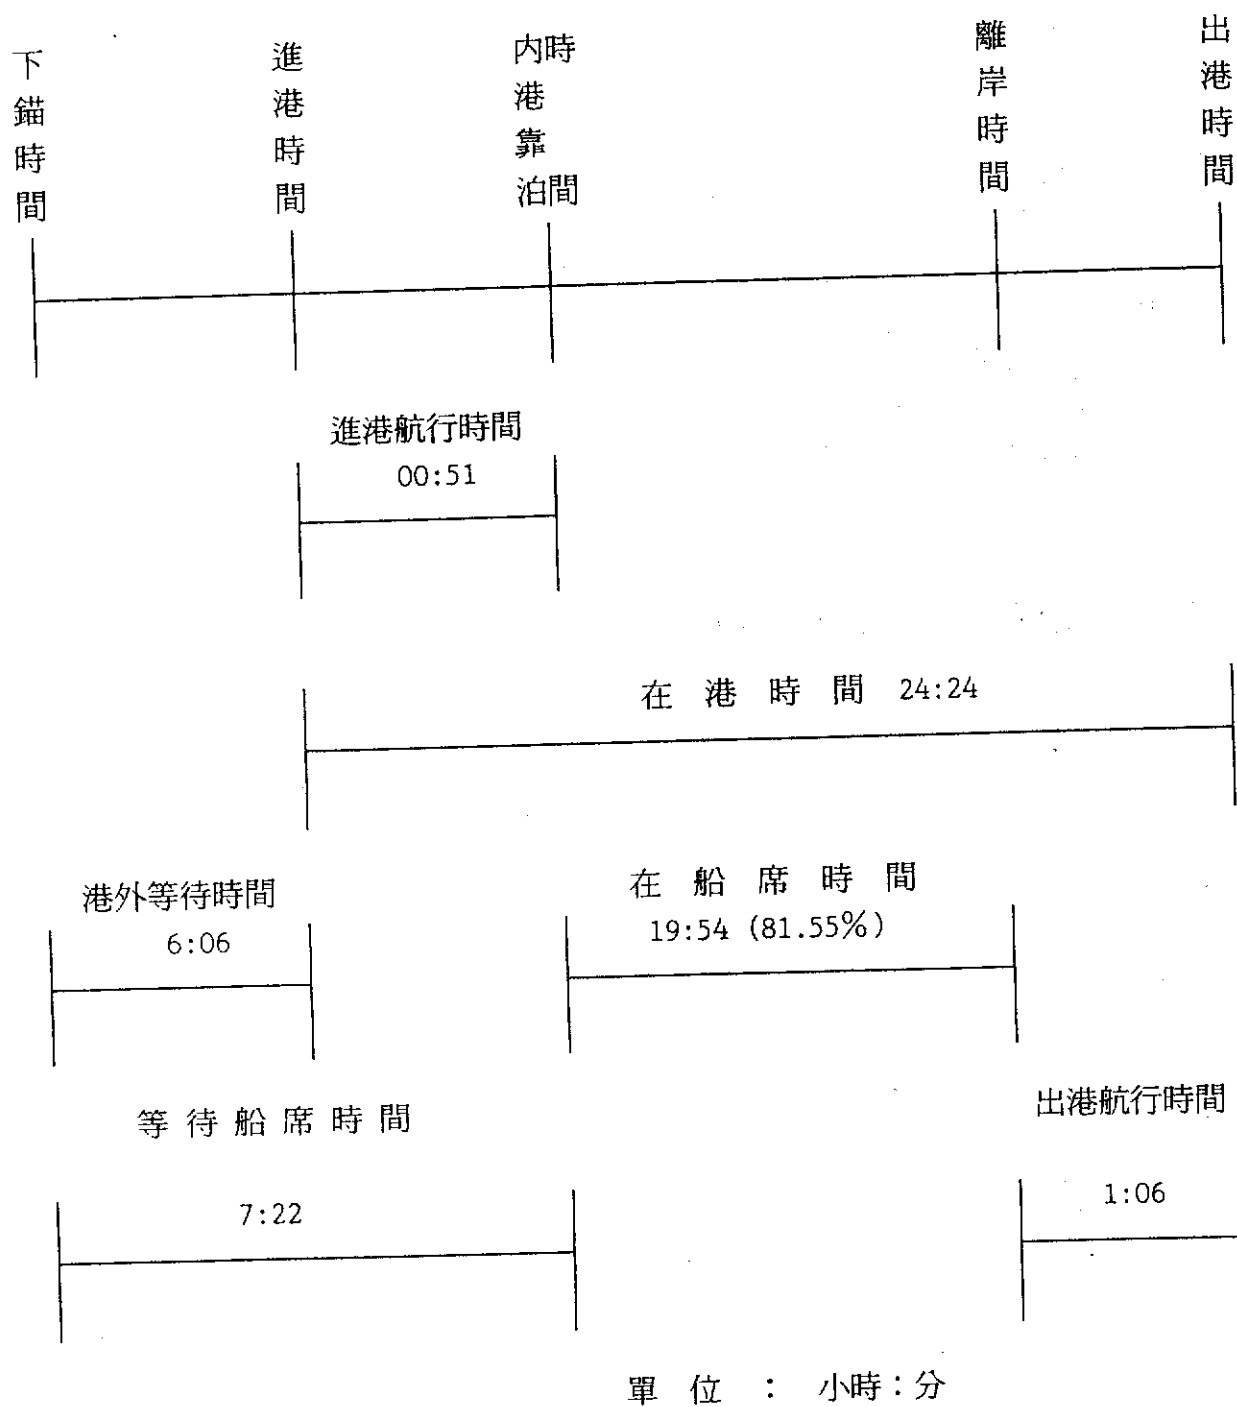 下錨時間
進港時間
內港靠泊時間
離岸時間
出港時間
進港航行時間
00:51
在港時間 24:24
港外等待時間
6:06
在船席時間
19:54 (81.55%)
等待船席時間
7:22
出港航行時間
1:06
單位 : 小時:分